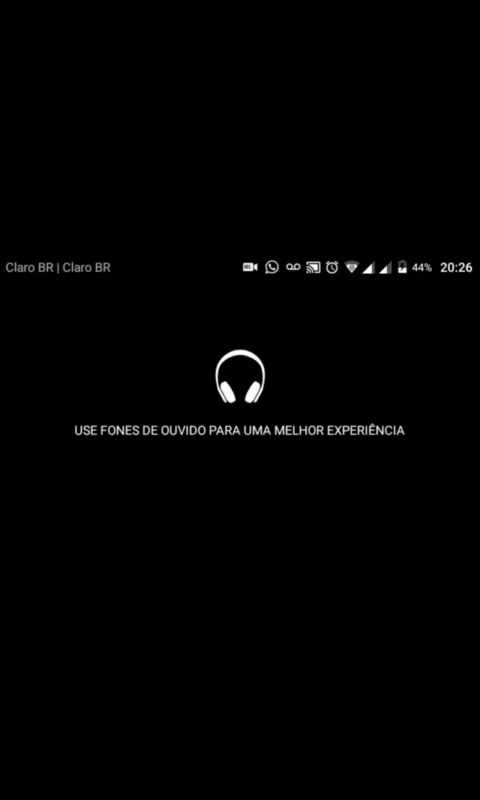 Claro BR | Claro BR 44% 20:26
USE FONES DE OUVIDO PARA UMA MELHOR EXPERIÊNCIA